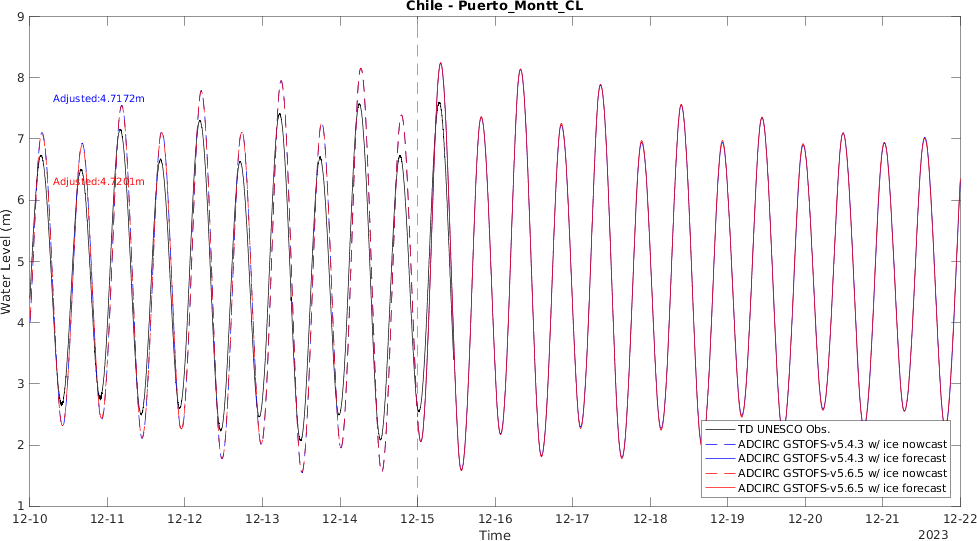 Chile - Puerto_Montt_CL
9
8
7
6
5
4
3
2
1
Water Level (m)
Adjusted:4.7172m
Adjusted:4.7201m
TD UNESCO Obs.
ADCIRC GSTOFS-v5.4.3 w/ ice nowcast
ADCIRC GSTOFS-v5.4.3 w/ ice forecast
ADCIRC GSTOFS-v5.6.5 w/ ice nowcast
ADCIRC GSTOFS-v5.6.5 w/ ice forecast
12-10 12-11 12-12 12-13 12-14 12-15 12-16 12-17 12-18 12-19 12-20 12-21 12-22
Time
2023